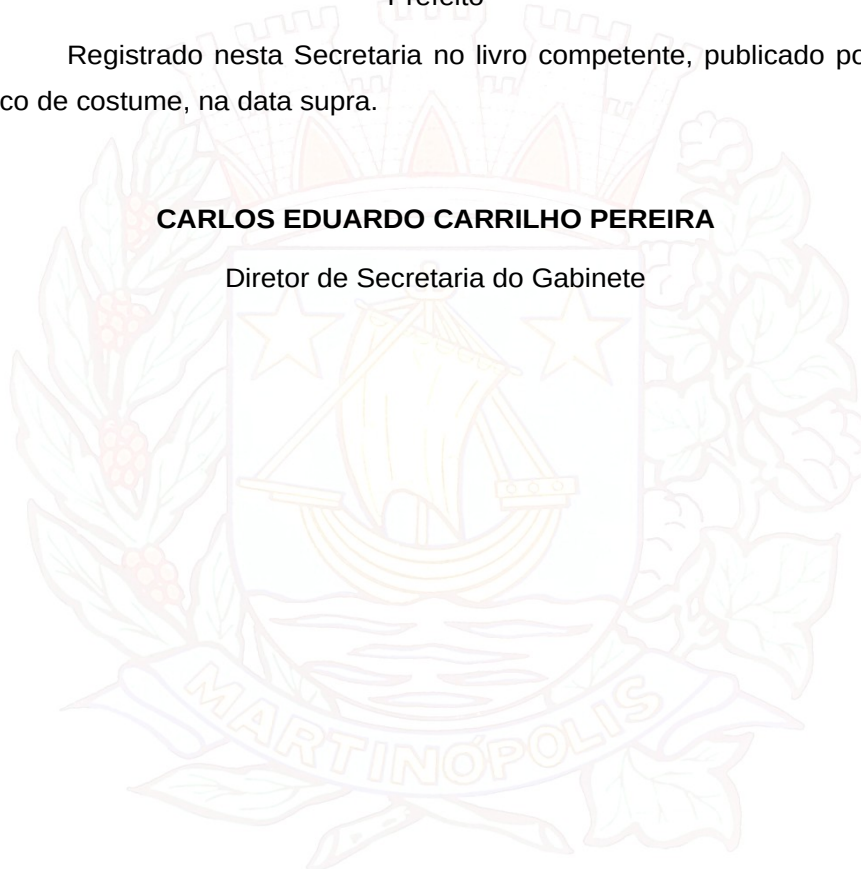 Prefeito
Registrado nesta Secretaria no livro competente, publicado po
co de costume, na data supra.
CARLOS EDUARDO CARRILHO PEREIRA
Diretor de Secretaria do Gabinete
MARTINÓPOLIS